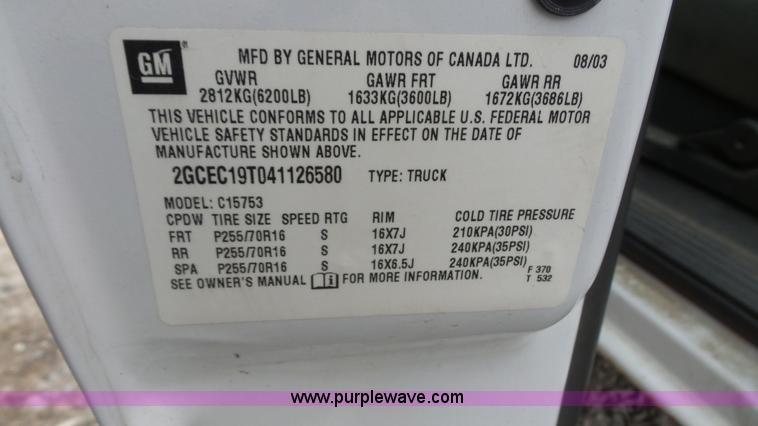 GM
MFD BY GENERAL MOTORS OF CANADA LTD. 08/03
GVWR GAWR FRT GAWR RR
2812KG(6200LB) 1633KG(3600LB) 1672KG(3686LB)
THIS VEHICLE CONFORMS TO ALL APPLICABLE U.S. FEDERAL MOTOR
VEHICLE SAFETY STANDARDS IN EFFECT ON THE DATE OF
MANUFACTURE SHOWN ABOVE.
2GCEC19T041126580 TYPE: TRUCK
MODEL: C15753
CPDW TIRE SIZE SPEED RTG RIM COLD TIRE PRESSURE
FRT P255/70R16 S 16X7J 210KPA(30PSI)
RR P255/70R16 S 16X7J 240KPA(35PSI)
SPA P255/70R16 S 16X6.5J 240KPA(35PSI) F 370
SEE OWNER'S MANUAL FOR MORE INFORMATION. T 532
www.purplewave.com